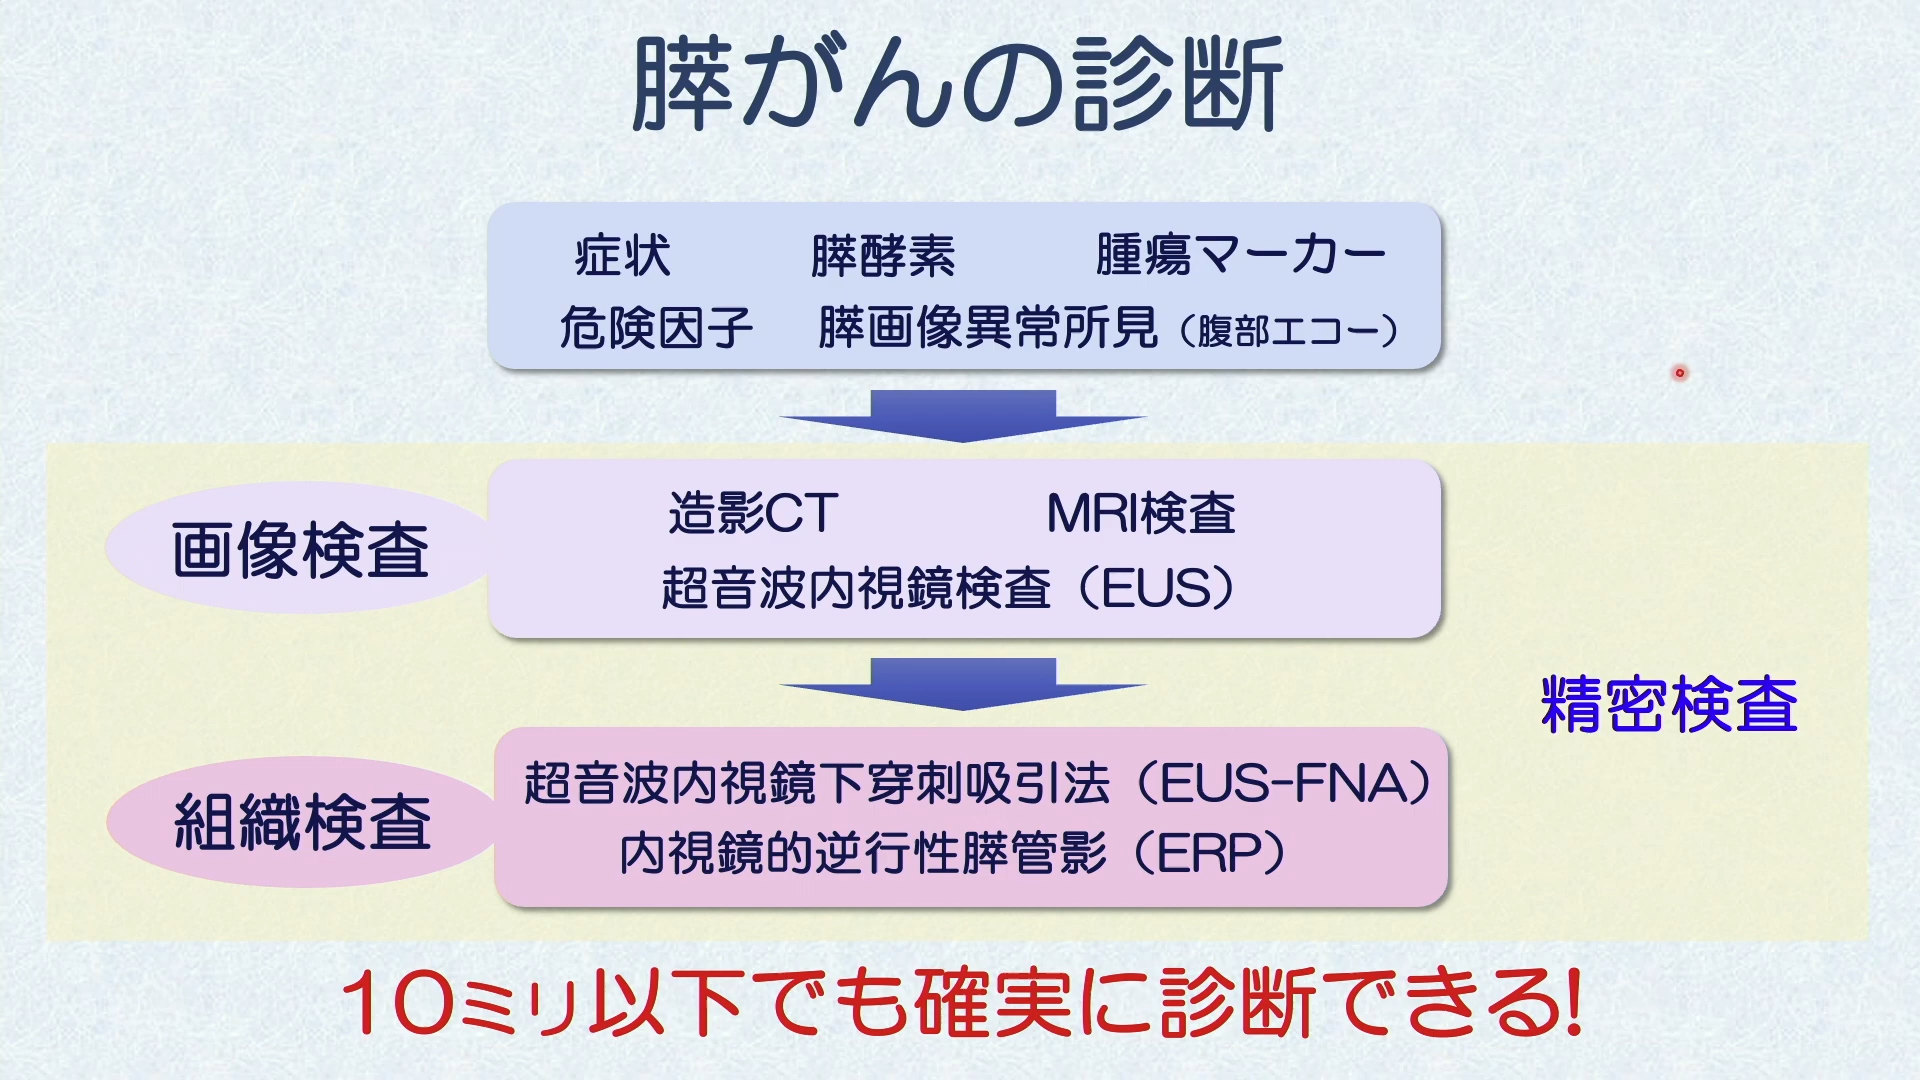 膵がんの診断
症状 膵酵素 腫瘍マーカー
危険因子 膵画像異常所見（腹部エコー）
画像検査
造影CT MRI検査
超音波内視鏡検査（EUS）
精密検査
組織検査
超音波内視鏡下穿刺吸引法（EUS-FNA）
内視鏡的逆行性膵管影（ERP）
10ミリ以下でも確実に診断できる!